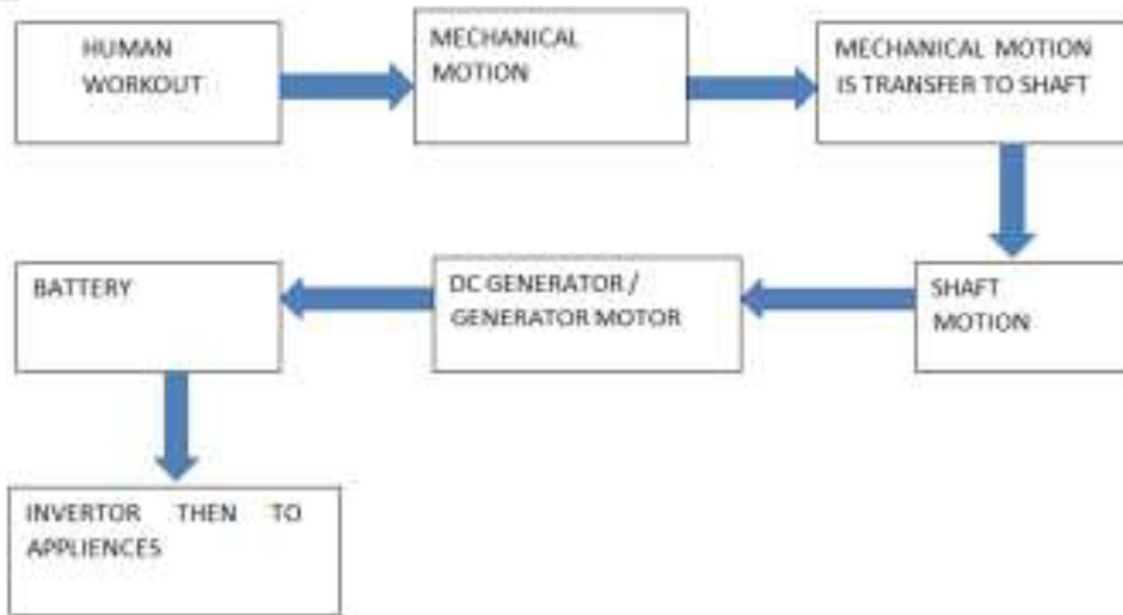 HUMAN
WORKOUT
MECHANICAL
MOTION
MECHANICAL MOTION
IS TRANSFER TO SHAFT
SHAFT
MOTION
DC GENERATOR /
GENERATOR MOTOR
BATTERY
INVERTOR THEN TO
APPLIENCES